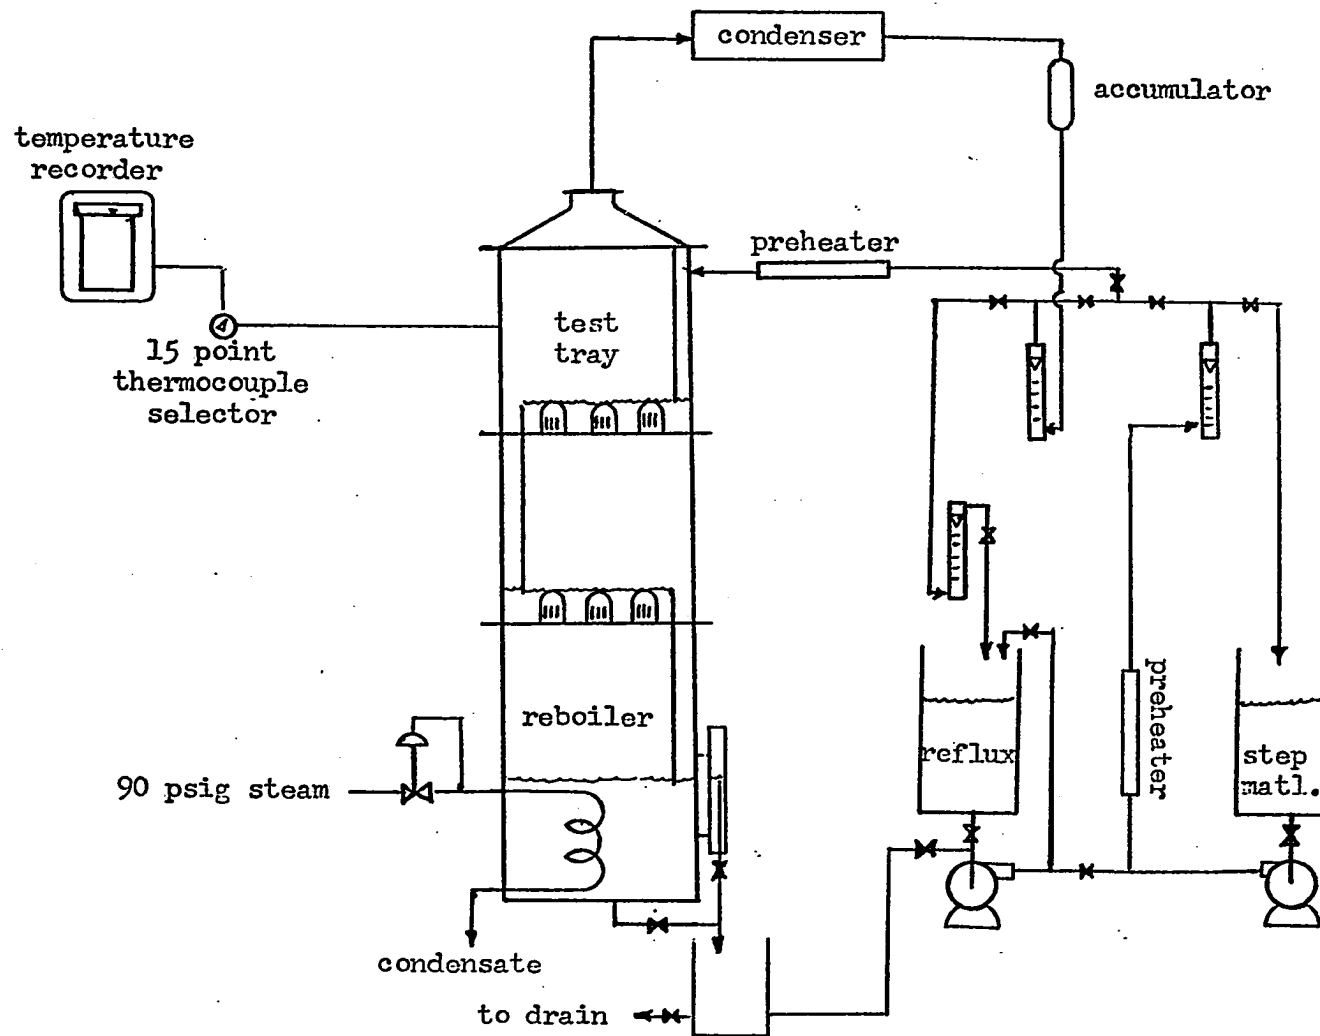 condenser
accumulator
temperature
recorder
preheater
test
tray
15 point
thermocouple
selector
reboiler
reflux
preheater
step
matl.
90 psig steam
condensate
to drain